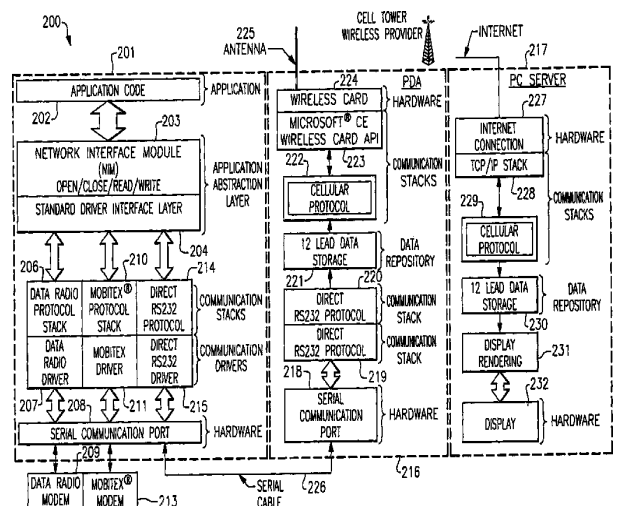 200
225
ANTENNA
CELL TOWER
WIRELESS PROVIDER
INTERNET
217
201
APPLICATION CODE
APPLICATION
202
203
NETWORK INTERFACE MODULE
(NIM)
OPEN/CLOSE/READ/WRITE
STANDARD DRIVER INTERFACE LAYER
APPLICATION
ABSTRACTION
LAYER
204
206
210
214
DATA RADIO
PROTOCOL
STACK
MOBITEX®
PROTOCOL
STACK
DIRECT
RS232
PROTOCOL
COMMUNICATION
STACKS
DATA
RADIO
DRIVER
MOBITEX
DRIVER
DIRECT
RS232
DRIVER
COMMUNICATION
DRIVERS
207
208
211
215
SERIAL COMMUNICATION PORT
HARDWARE
209
DATA RADIO
MODEM
MOBITEX®
MODEM
213
SERIAL
CABLE
226
216
PDA
224
WIRELESS CARD
HARDWARE
MICROSOFT® CE
WIRELESS CARD API
222
223
CELLULAR
PROTOCOL
COMMUNICATION
STACKS
12 LEAD DATA
STORAGE
DATA
REPOSITORY
221
220
DIRECT
RS232 PROTOCOL
COMMUNICATION
STACK
DIRECT
RS232 PROTOCOL
COMMUNICATION
STACK
218
219
SERIAL
COMMUNICATION
PORT
HARDWARE
PC SERVER
227
INTERNET
CONNECTION
HARDWARE
TCP/IP STACK
229
228
CELLULAR
PROTOCOL
COMMUNICATION
STACKS
12 LEAD DATA
STORAGE
DATA
REPOSITORY
230
DISPLAY
RENDERING
231
232
DISPLAY
HARDWARE